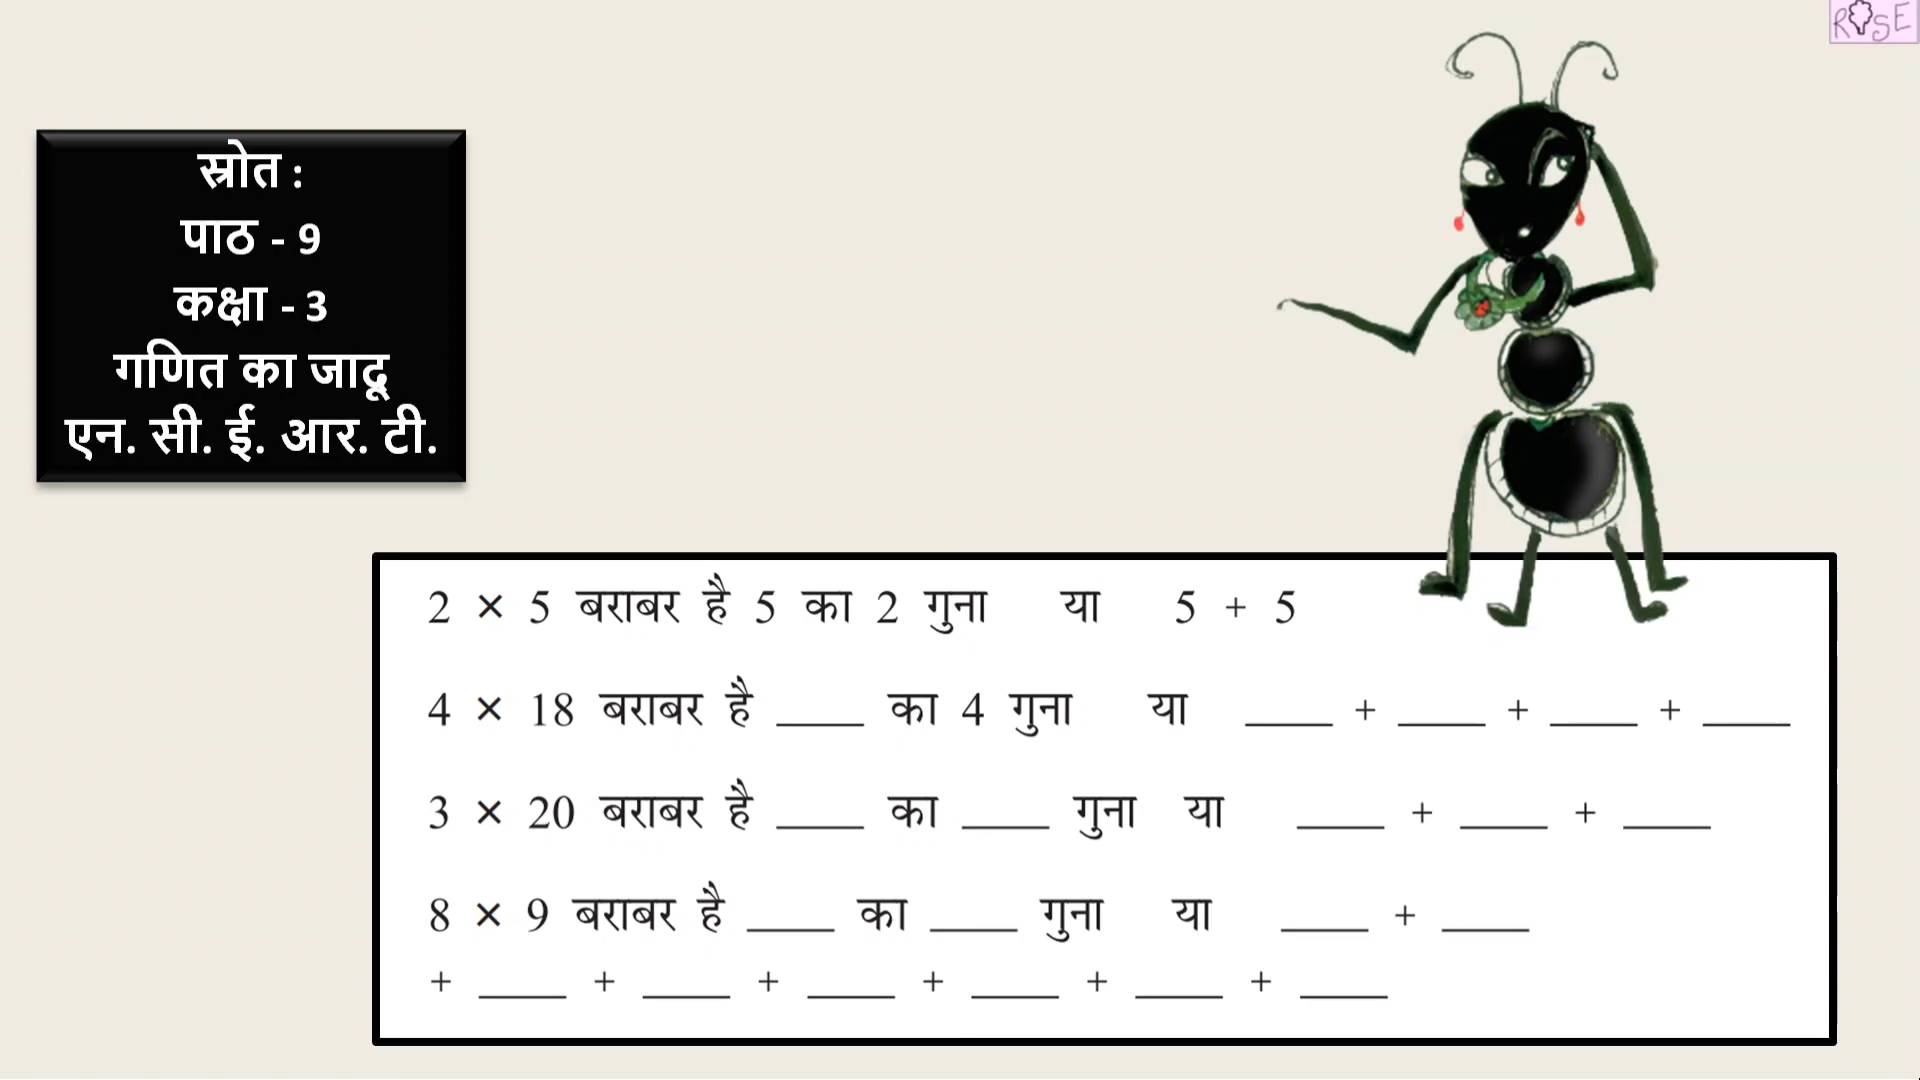 ROSE
स्रोत :
पाठ - 9
कक्षा - 3
गणित का जादू
एन. सी. ई. आर. टी.
2 × 5 बराबर है 5 का 2 गुना या 5 + 5
4 × 18 बराबर है ____ का 4 गुना या ____ + ____ + ____ + ____
3 × 20 बराबर है ____ का ____ गुना या ____ + ____ + ____
8 × 9 बराबर है ____ का ____ गुना या ____ + ____
+ ____ + ____ + ____ + ____ + ____ + ____